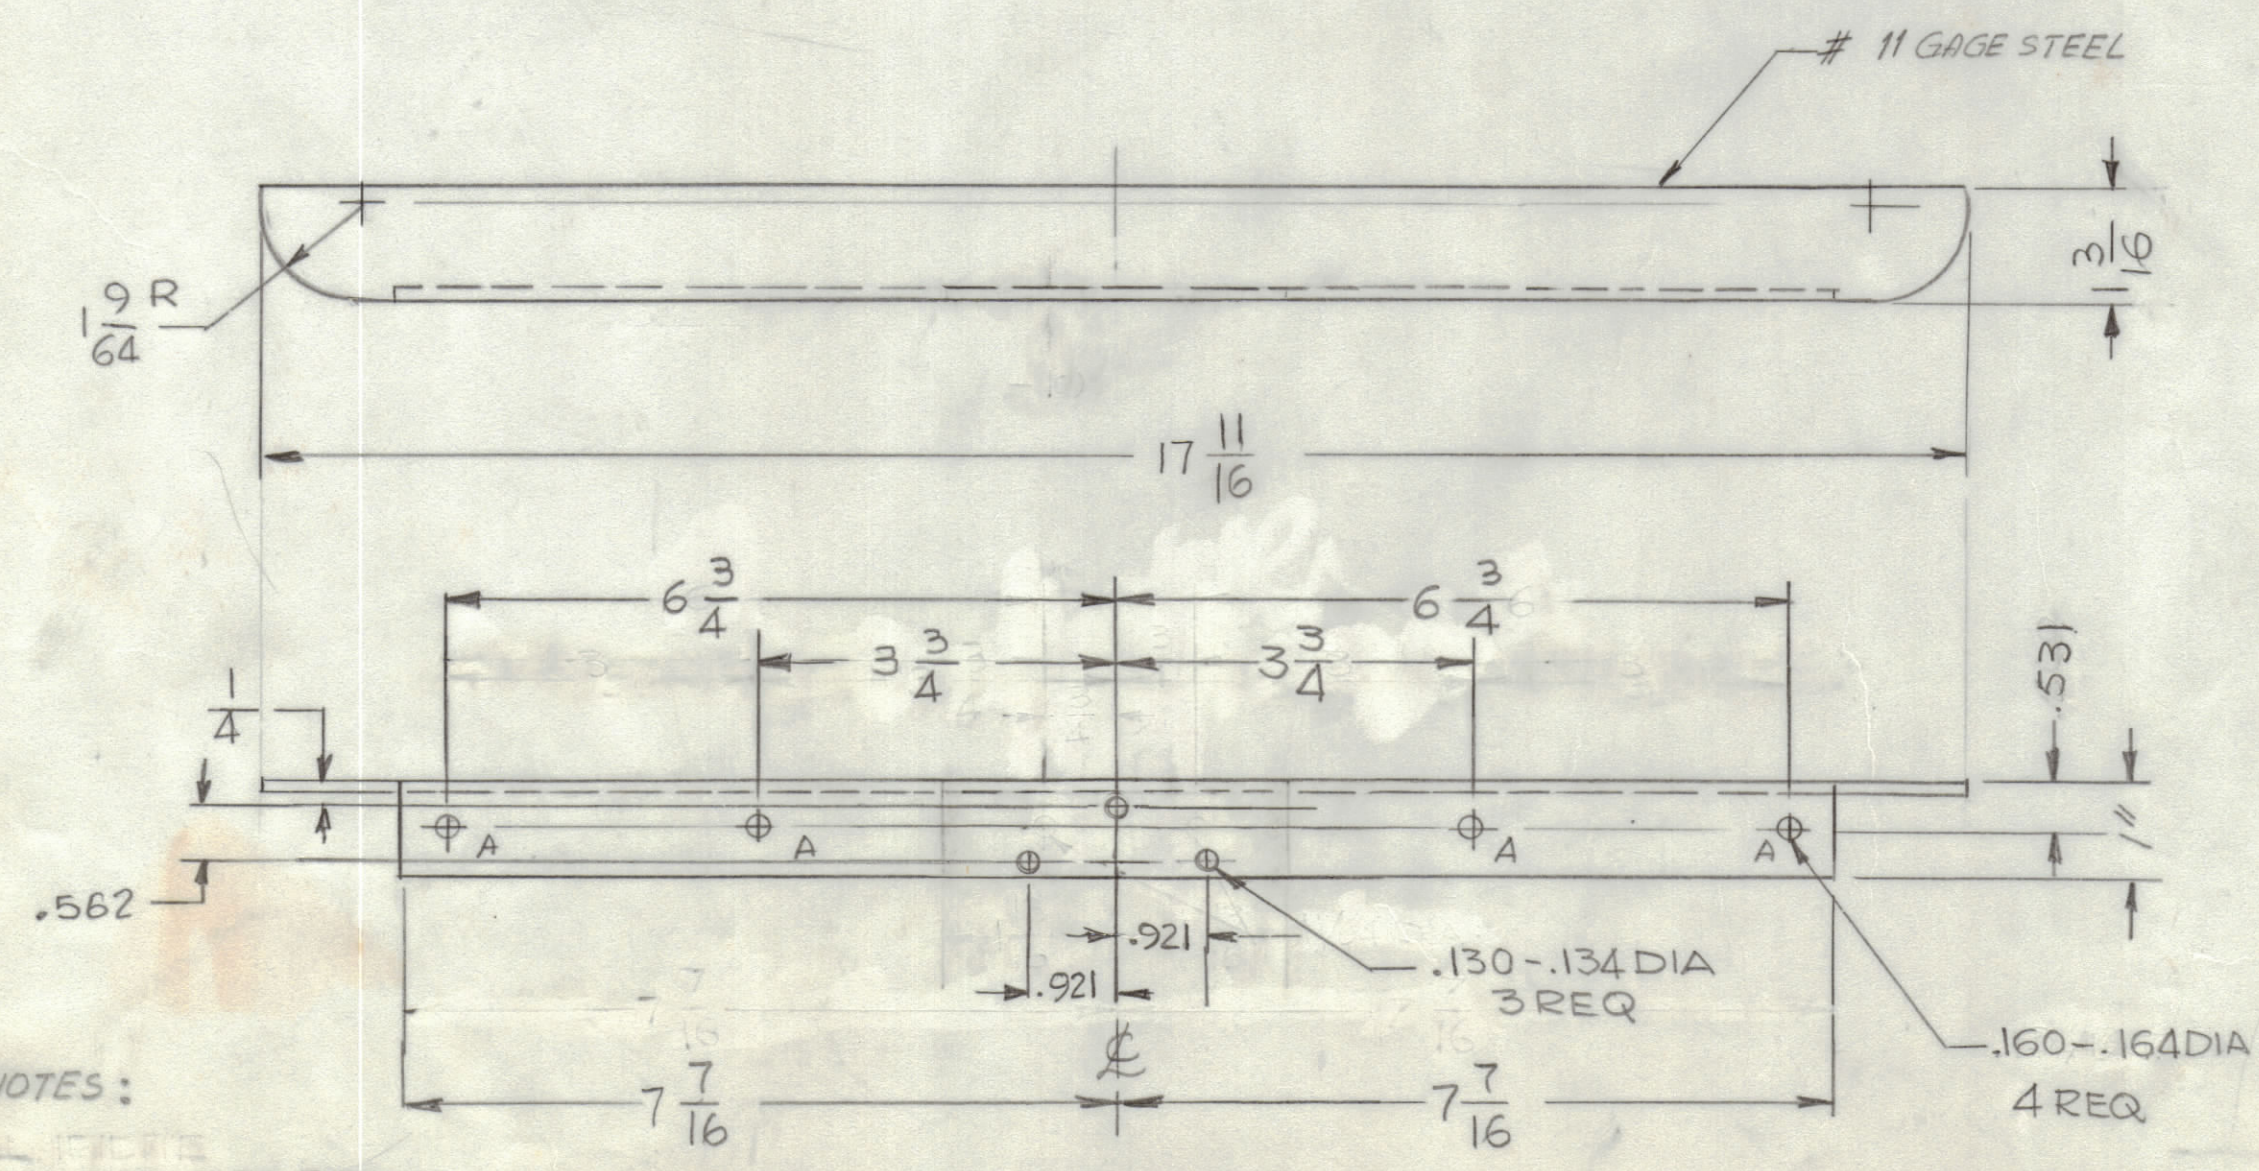 # 11 GAGE STEEL
1 9/64 R
1 3/16
17 11/16
6 3/4
6 3/4
3 3/4
3 3/4
1/4
.531
1"
A
A
A
A
.562
.921
.921
.130-.134 DIA
3 REQ
.160-.164 DIA
4 REQ
℄
NOTES:
7 7/16
7 7/16